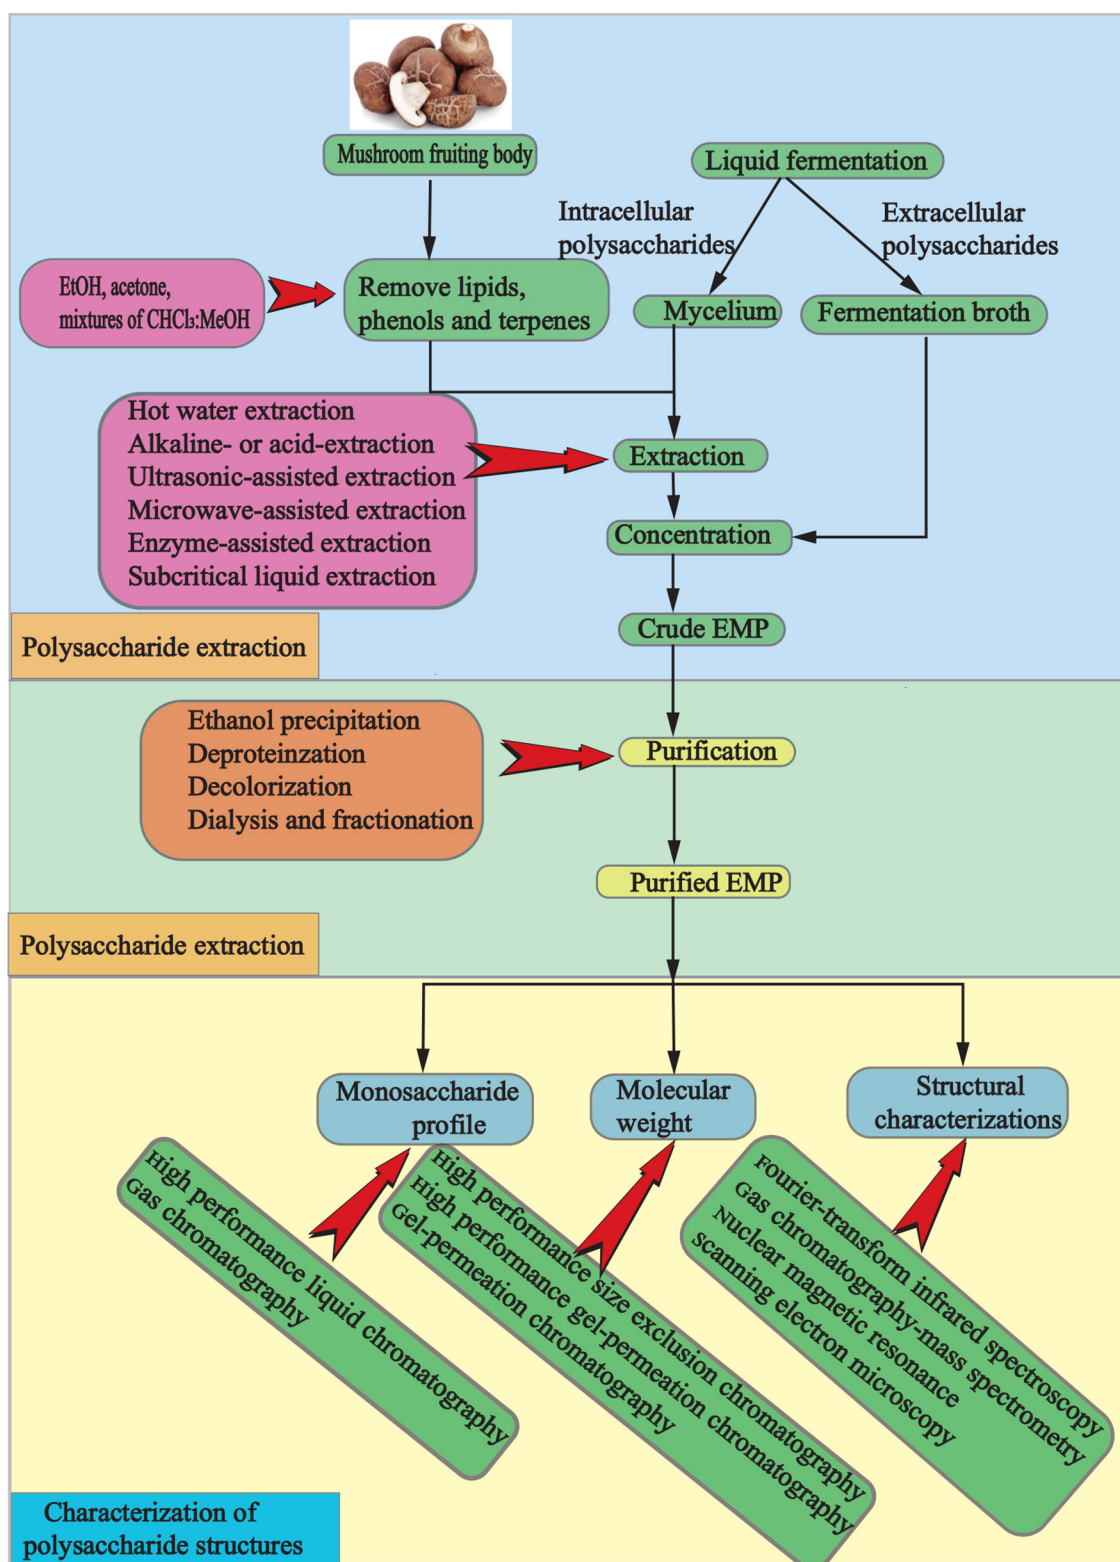 Mushroom fruiting body
Liquid fermentation
Intracellular
polysaccharides
Extracellular
polysaccharides
EtOH, acetone,
mixtures of CHCl₃:MeOH
Remove lipids,
phenols and terpenes
Mycelium
Fermentation broth
Hot water extraction
Alkaline- or acid-extraction
Ultrasonic-assisted extraction
Microwave-assisted extraction
Enzyme-assisted extraction
Subcritical liquid extraction
Extraction
Concentration
Crude EMP
Polysaccharide extraction
Ethanol precipitation
Deproteinzation
Decolorization
Dialysis and fractionation
Purification
Purified EMP
Polysaccharide extraction
Monosaccharide
profile
Molecular
weight
Structural
characterizations
High performance liquid chromatography
Gas chromatography
High performance size exclusion chromatography
High performance gel-permeation chromatography
Gel-permeation chromatography
Fourier-transform infrared spectroscopy
Gas chromatography-mass spectrometry
Nuclear magnetic resonance
scanning electron microscopy
Characterization of
polysaccharide structures